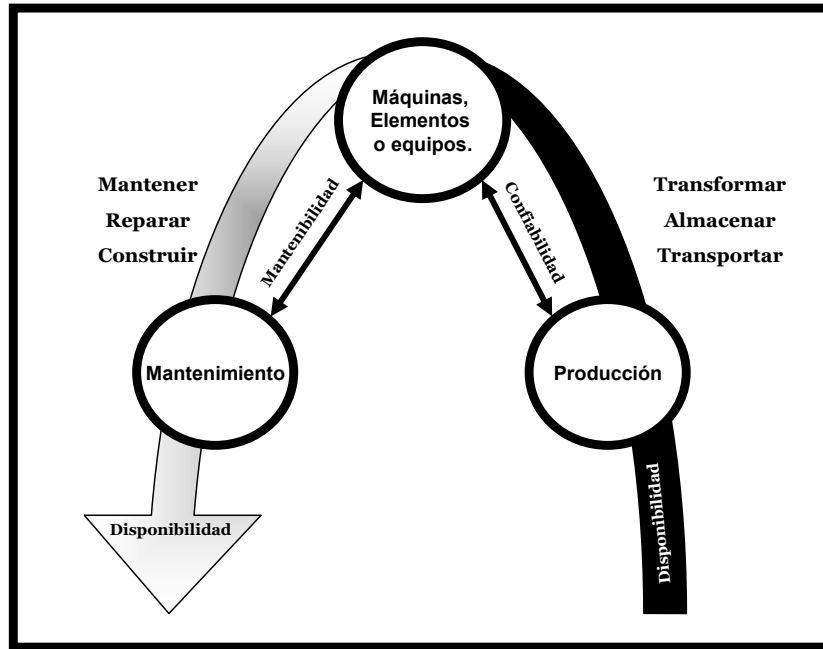 Máquinas,
Elementos
o equipos.
Mantener
Reparar
Construir
Mantenibilidad
Confiabilidad
Transformar
Almacenar
Transportar
Mantenimiento
Producción
Disponibilidad
Disponibilidad